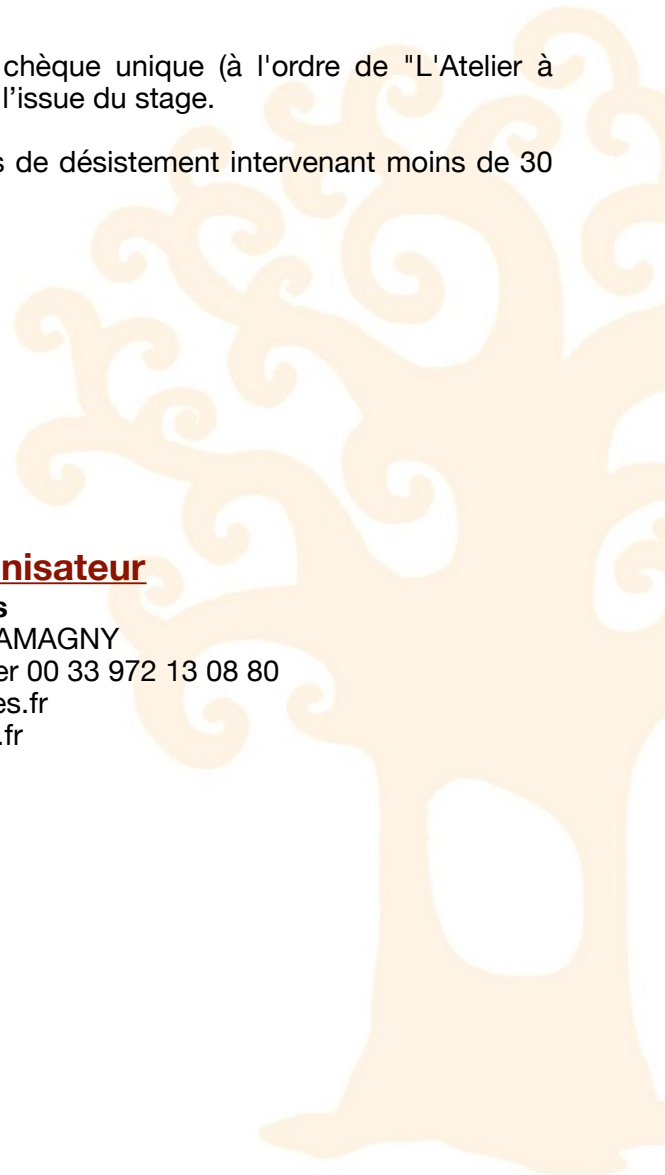 chèque unique (à l'ordre de "L'Atelier à
l’issue du stage.
s de désistement intervenant moins de 30
nisateur
s
AMAGNY
er 00 33 972 13 08 80
es.fr
.fr